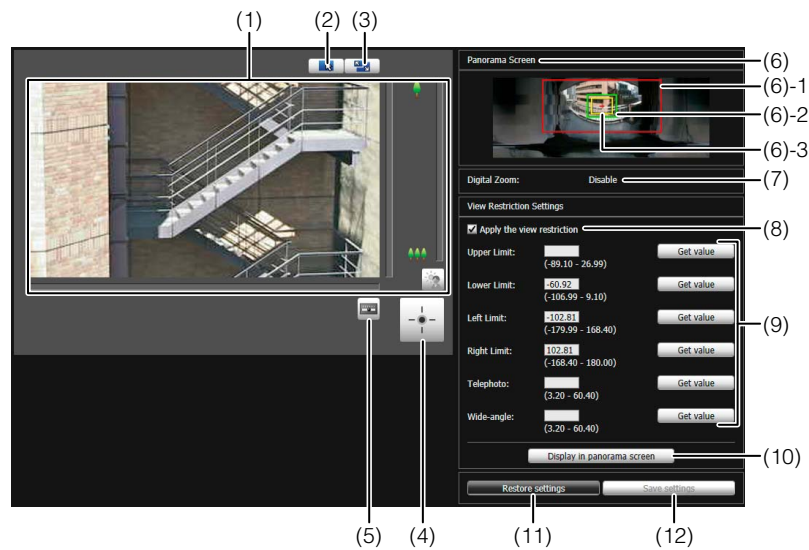 (1)
(2)
(3)
Panorama Screen
(6)
(6)-1
(6)-2
(6)-3
Digital Zoom: Disable
(7)
View Restriction Settings
Apply the view restriction
(8)
Upper Limit: Get value
(-89.10 - 26.99)
Lower Limit: -60.92 Get value
(-106.99 - 9.10)
Left Limit: -102.81 Get value
(-179.99 - 168.40)
(9)
Right Limit: 102.81 Get value
(-168.40 - 180.00)
Telephoto: Get value
(3.20 - 60.40)
Wide-angle: Get value
(3.20 - 60.40)
Display in panorama screen
(10)
Restore settings
Save settings
(5)
(4)
(11)
(12)